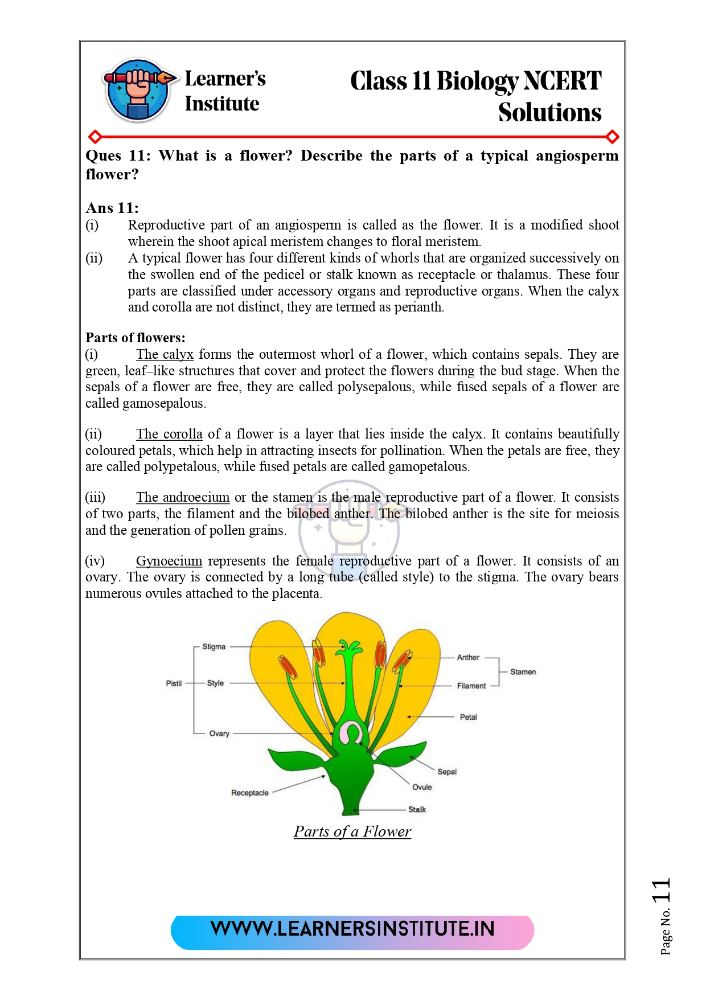 Learner's
Institute
Class 11 Biology NCERT
Solutions
Ques 11: What is a flower? Describe the parts of a typical angiosperm
flower?
Ans 11:
(i) Reproductive part of an angiosperm is called as the flower. It is a modified shoot
wherein the shoot apical meristem changes to floral meristem.
(ii) A typical flower has four different kinds of whorls that are organized successively on
the swollen end of the pedicel or stalk known as receptacle or thalamus. These four
parts are classified under accessory organs and reproductive organs. When the calyx
and corolla are not distinct, they are termed as perianth.
Parts of flowers:
(i) The calyx forms the outermost whorl of a flower, which contains sepals. They are
green, leaf–like structures that cover and protect the flowers during the bud stage. When the
sepals of a flower are free, they are called polysepalous, while fused sepals of a flower are
called gamosepalous.
(ii) The corolla of a flower is a layer that lies inside the calyx. It contains beautifully
coloured petals, which help in attracting insects for pollination. When the petals are free, they
are called polypetalous, while fused petals are called gamopetalous.
(iii) The androecium or the stamen is the male reproductive part of a flower. It consists
of two parts, the filament and the bilobed anther. The bilobed anther is the site for meiosis
and the generation of pollen grains.
(iv) Gynoecium represents the female reproductive part of a flower. It consists of an
ovary. The ovary is connected by a long tube (called style) to the stigma. The ovary bears
numerous ovules attached to the placenta.
Stigma
Anther
Stamen
Pistil
Style
Filament
Petal
Ovary
Sepal
Ovule
Receptacle
Stalk
Parts of a Flower
WWW.LEARNERSINSTITUTE.IN
Page No. 11